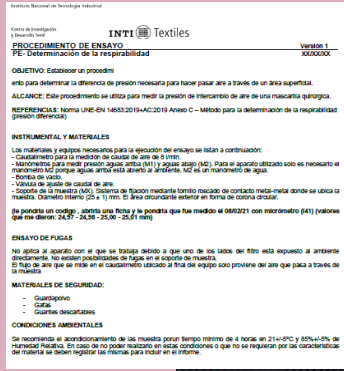 Instituto Nacional de Tecnología Industrial
Centro de Investigación
y Desarrollo Textil
INTI Textiles
PROCEDIMIENTO DE ENSAYO Versión 1
PE- Determinación de la respirabilidad XX/XX/XX
OBJETIVO: Establecer un procedimi
ento para determinar la diferencia de presión necesaria para hacer pasar aire a través de un área superficial.
ALCANCE: Este procedimiento se utiliza para medir la presión de intercambio de aire de una mascarilla quirúrgica.
REFERENCIAS: Norma UNE-EN 14683:2019+AC:2019 Anexo C – Método para la determinación de la respirabilidad
(presión diferencial)
INSTRUMENTAL Y MATERIALES
Los materiales y equipos necesarios para la ejecución del ensayo se listan a continuación:
- Caudalímetro para la medición de caudal de aire de 8 l/min.
- Manómetros para medir presión aguas arriba (M1) y aguas abajo (M2). Para el aparato utilizado solo es necesario el
manómetro M2 porque aguas arriba está abierto al ambiente. M2 es un manómetro de agua.
- Bomba de vacío.
- Válvula de ajuste de caudal de aire.
- Soporte de la muestra (MX), Sistema de fijación mediante tornillo roscado de contacto metal-metal donde se ubica la
muestra. Diámetro interno (25 ± 1) mm. El área circundante exterior en forma de corona circular.
(le pondría un codigo , abriría una ficha y le pondría que fue medido el 08/02/21 con micrómetro (I41) (valores
que me dieron: 24,97 - 24,98 - 25,00 - 25,01 mm)
ENSAYO DE FUGAS
No aplica al aparato con el que se trabaja debido a que uno de los lados del filtro está expuesto al ambiente
directamente. No existen posibilidades de fugas en el soporte de muestra.
El flujo de aire que se mide en el caudalímetro ubicado al final del equipo solo proviene del aire que pasa a través de
la muestra
MATERIALES DE SEGURIDAD:
- Guardapolvo
- Gafas
- Guantes descartables
CONDICIONES AMBIENTALES
Se recomienda el acondicionamiento de las muestra porun tiempo mínimo de 4 horas en 21+/-5ºC y 85%+/-5% de
Humedad Relativa. En caso de no poder realizarlo en estas condiciones o que no se requieran por las características
del material se deben registrar las mismas para incluir en el informe.